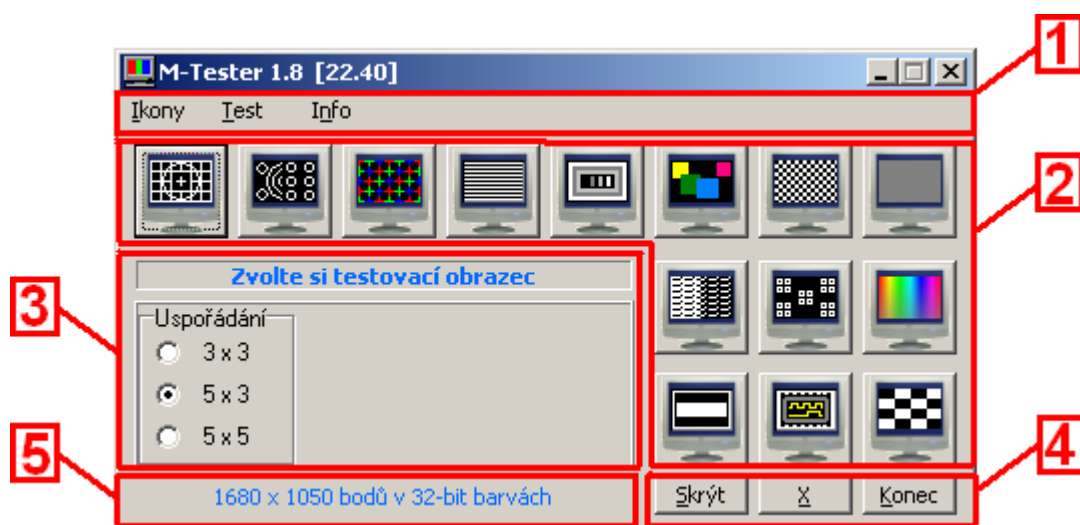 1
M-Tester 1.8 [22.40]
Ikony Test Info
2
3
Zvolte si testovací obrazec
Uspořádání
3 x 3
5 x 3
5 x 5
4
5
1680 x 1050 bodů v 32-bit barvách
Skrýt X Konec